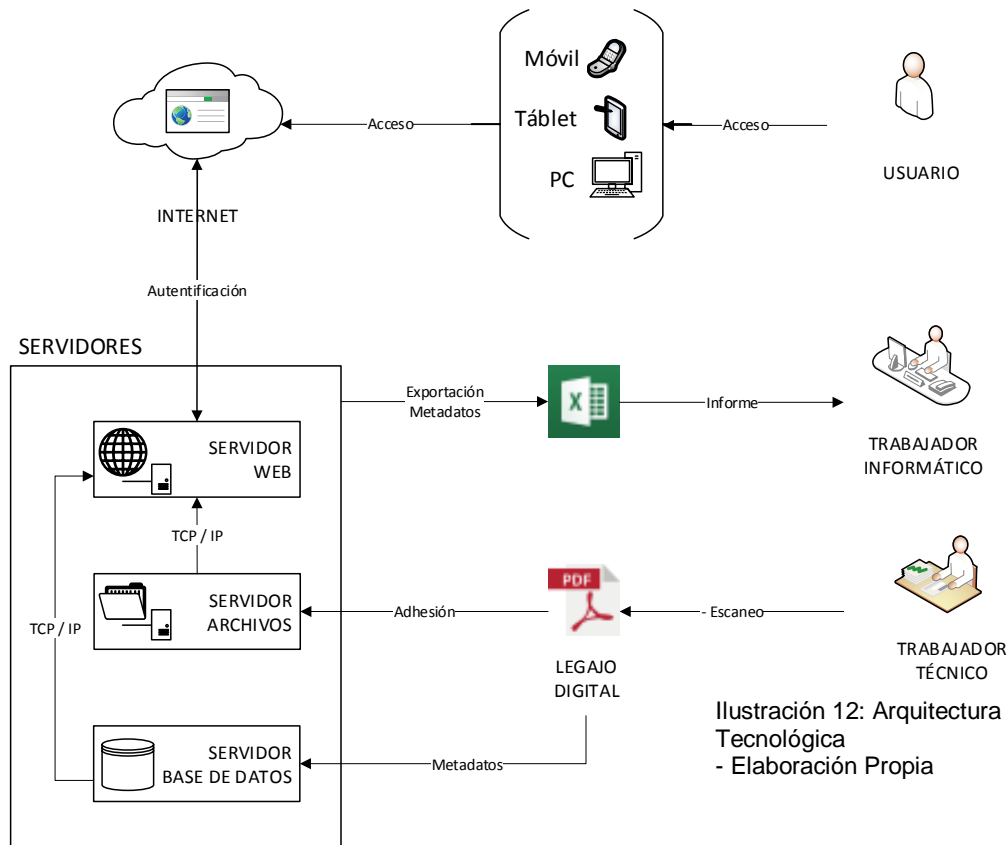 Móvil
Táblet
PC
Acceso
Acceso
USUARIO
INTERNET
Autentificación
SERVIDORES
SERVIDOR
WEB
Exportación
Metadatos
Informe
TRABAJADOR
INFORMÁTICO
TCP / IP
TCP / IP
SERVIDOR
ARCHIVOS
Adhesión
PDF
- Escaneo
LEGAJO
DIGITAL
TRABAJADOR
TÉCNICO
SERVIDOR
BASE DE DATOS
Metadatos
Ilustración 12: Arquitectura
Tecnológica
- Elaboración Propia